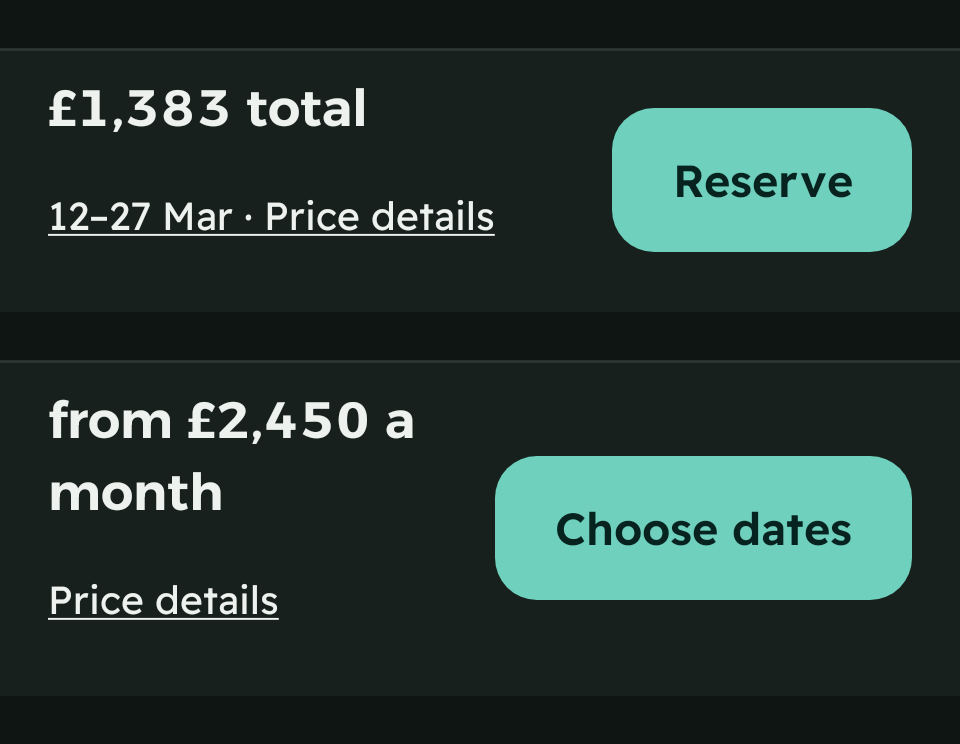 £1,383 total
12–27 Mar · Price details
Reserve
from £2,450 a
month
Price details
Choose dates